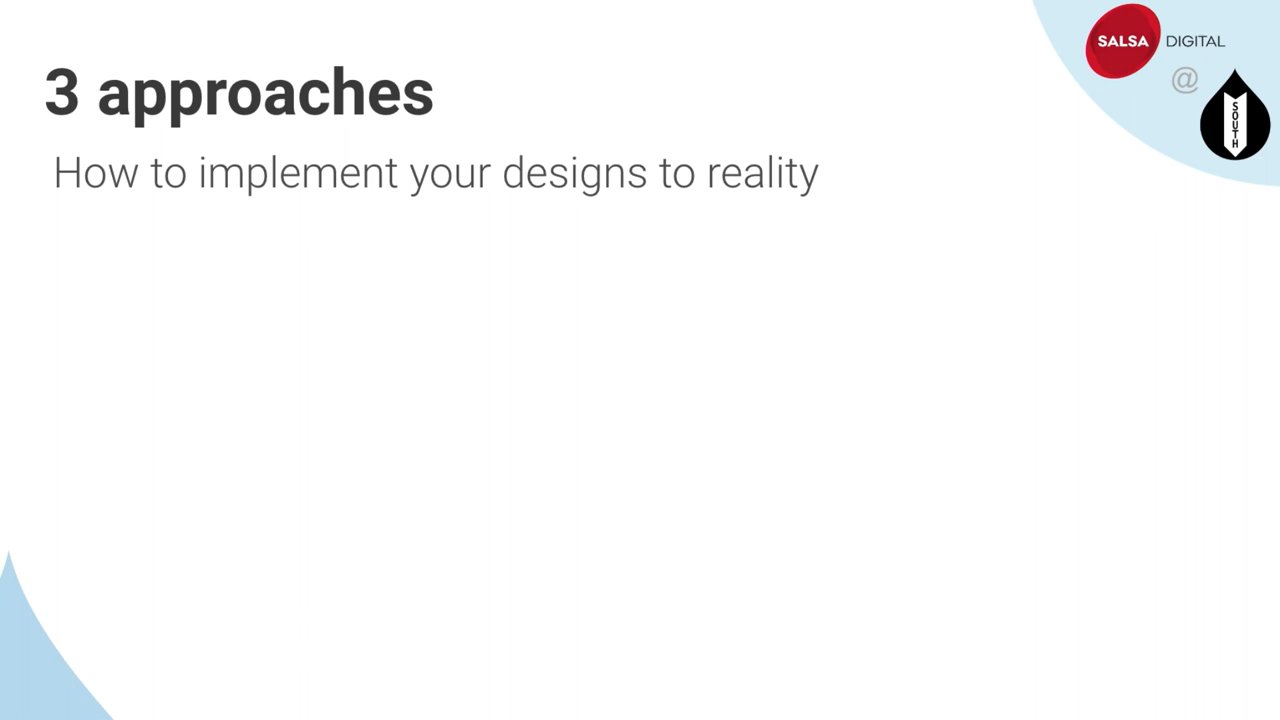 3 approaches
How to implement your designs to reality
SALSA DIGITAL
@
SOUTH